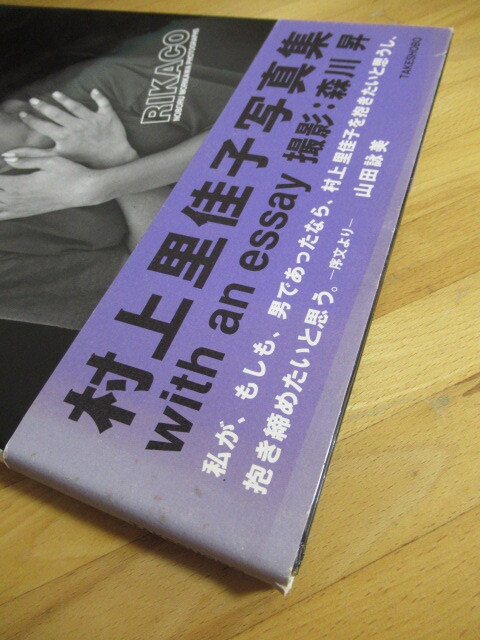 RIKACO
NOBORU MORIKAWA PHOTOGRAPHS
村上里佳子写真集
with an essay 撮影:森川 昇
私が、もしも、男であったなら、村上里佳子を抱きたいと思うし、
抱き締めたいと思う。—序文より— 山田詠美
TAKESHOBO